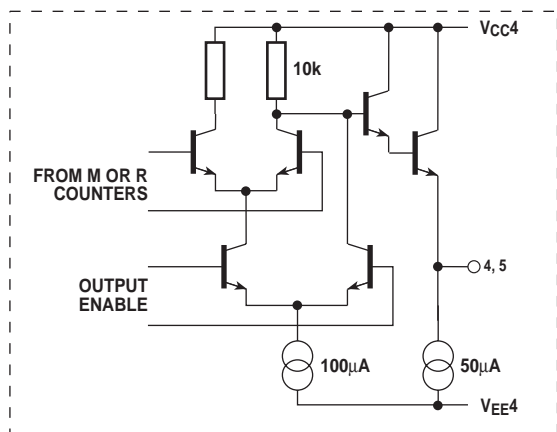 VCC4
10k
FROM M OR R
COUNTERS
4, 5
OUTPUT
ENABLE
100μA
50μA
VEE4